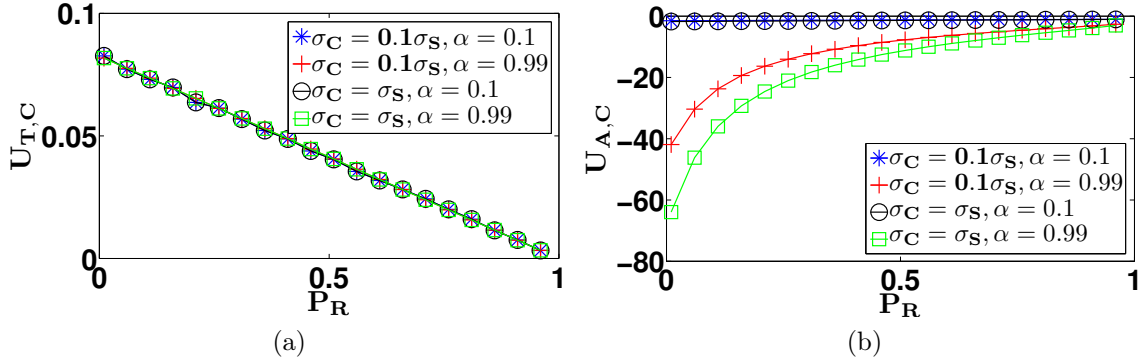 0.1
0.05
0
0
0.5
1
U_T,C
P_R
σ_C = 0.1σ_S, α = 0.1
σ_C = 0.1σ_S, α = 0.99
σ_C = σ_S, α = 0.1
σ_C = σ_S, α = 0.99
(a)
0
−20
−40
−60
−80
0
0.5
1
U_A,C
P_R
σ_C = 0.1σ_S, α = 0.1
σ_C = 0.1σ_S, α = 0.99
σ_C = σ_S, α = 0.1
σ_C = σ_S, α = 0.99
(b)